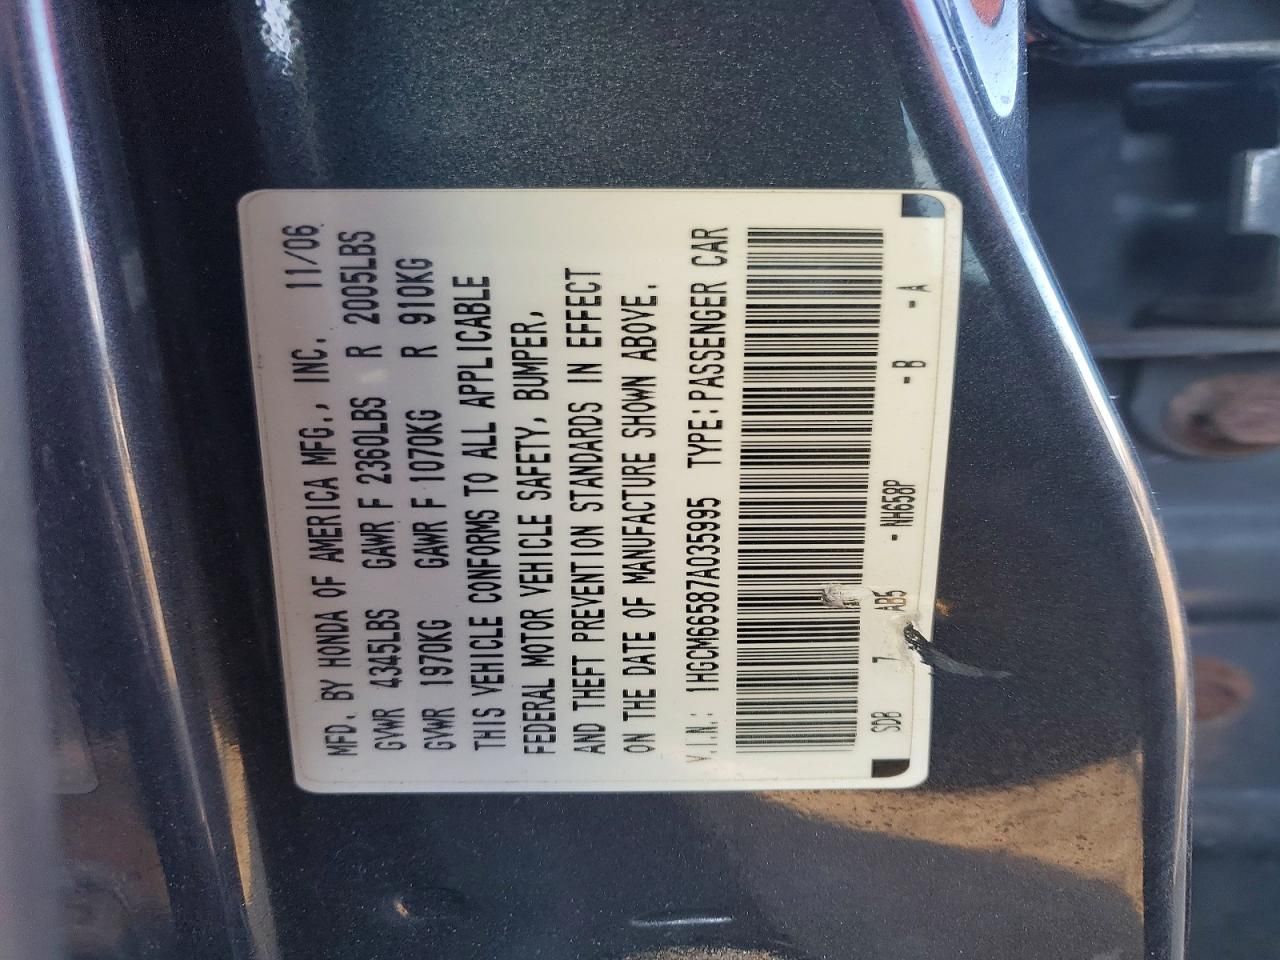 MFD. BY HONDA OF AMERICA MFG., INC. 11/06
GVWR 4345LBS GAWR F 2360LBS R 2005LBS
GVWR 1970KG GAWR F 1070KG R 910KG
THIS VEHICLE CONFORMS TO ALL APPLICABLE
FEDERAL MOTOR VEHICLE SAFETY, BUMPER,
AND THEFT PREVENTION STANDARDS IN EFFECT
ON THE DATE OF MANUFACTURE SHOWN ABOVE.
V.I.N.: 1HGCM66587A035995 TYPE:PASSENGER CAR
SDB 7 AB5 - NH658P - B - A